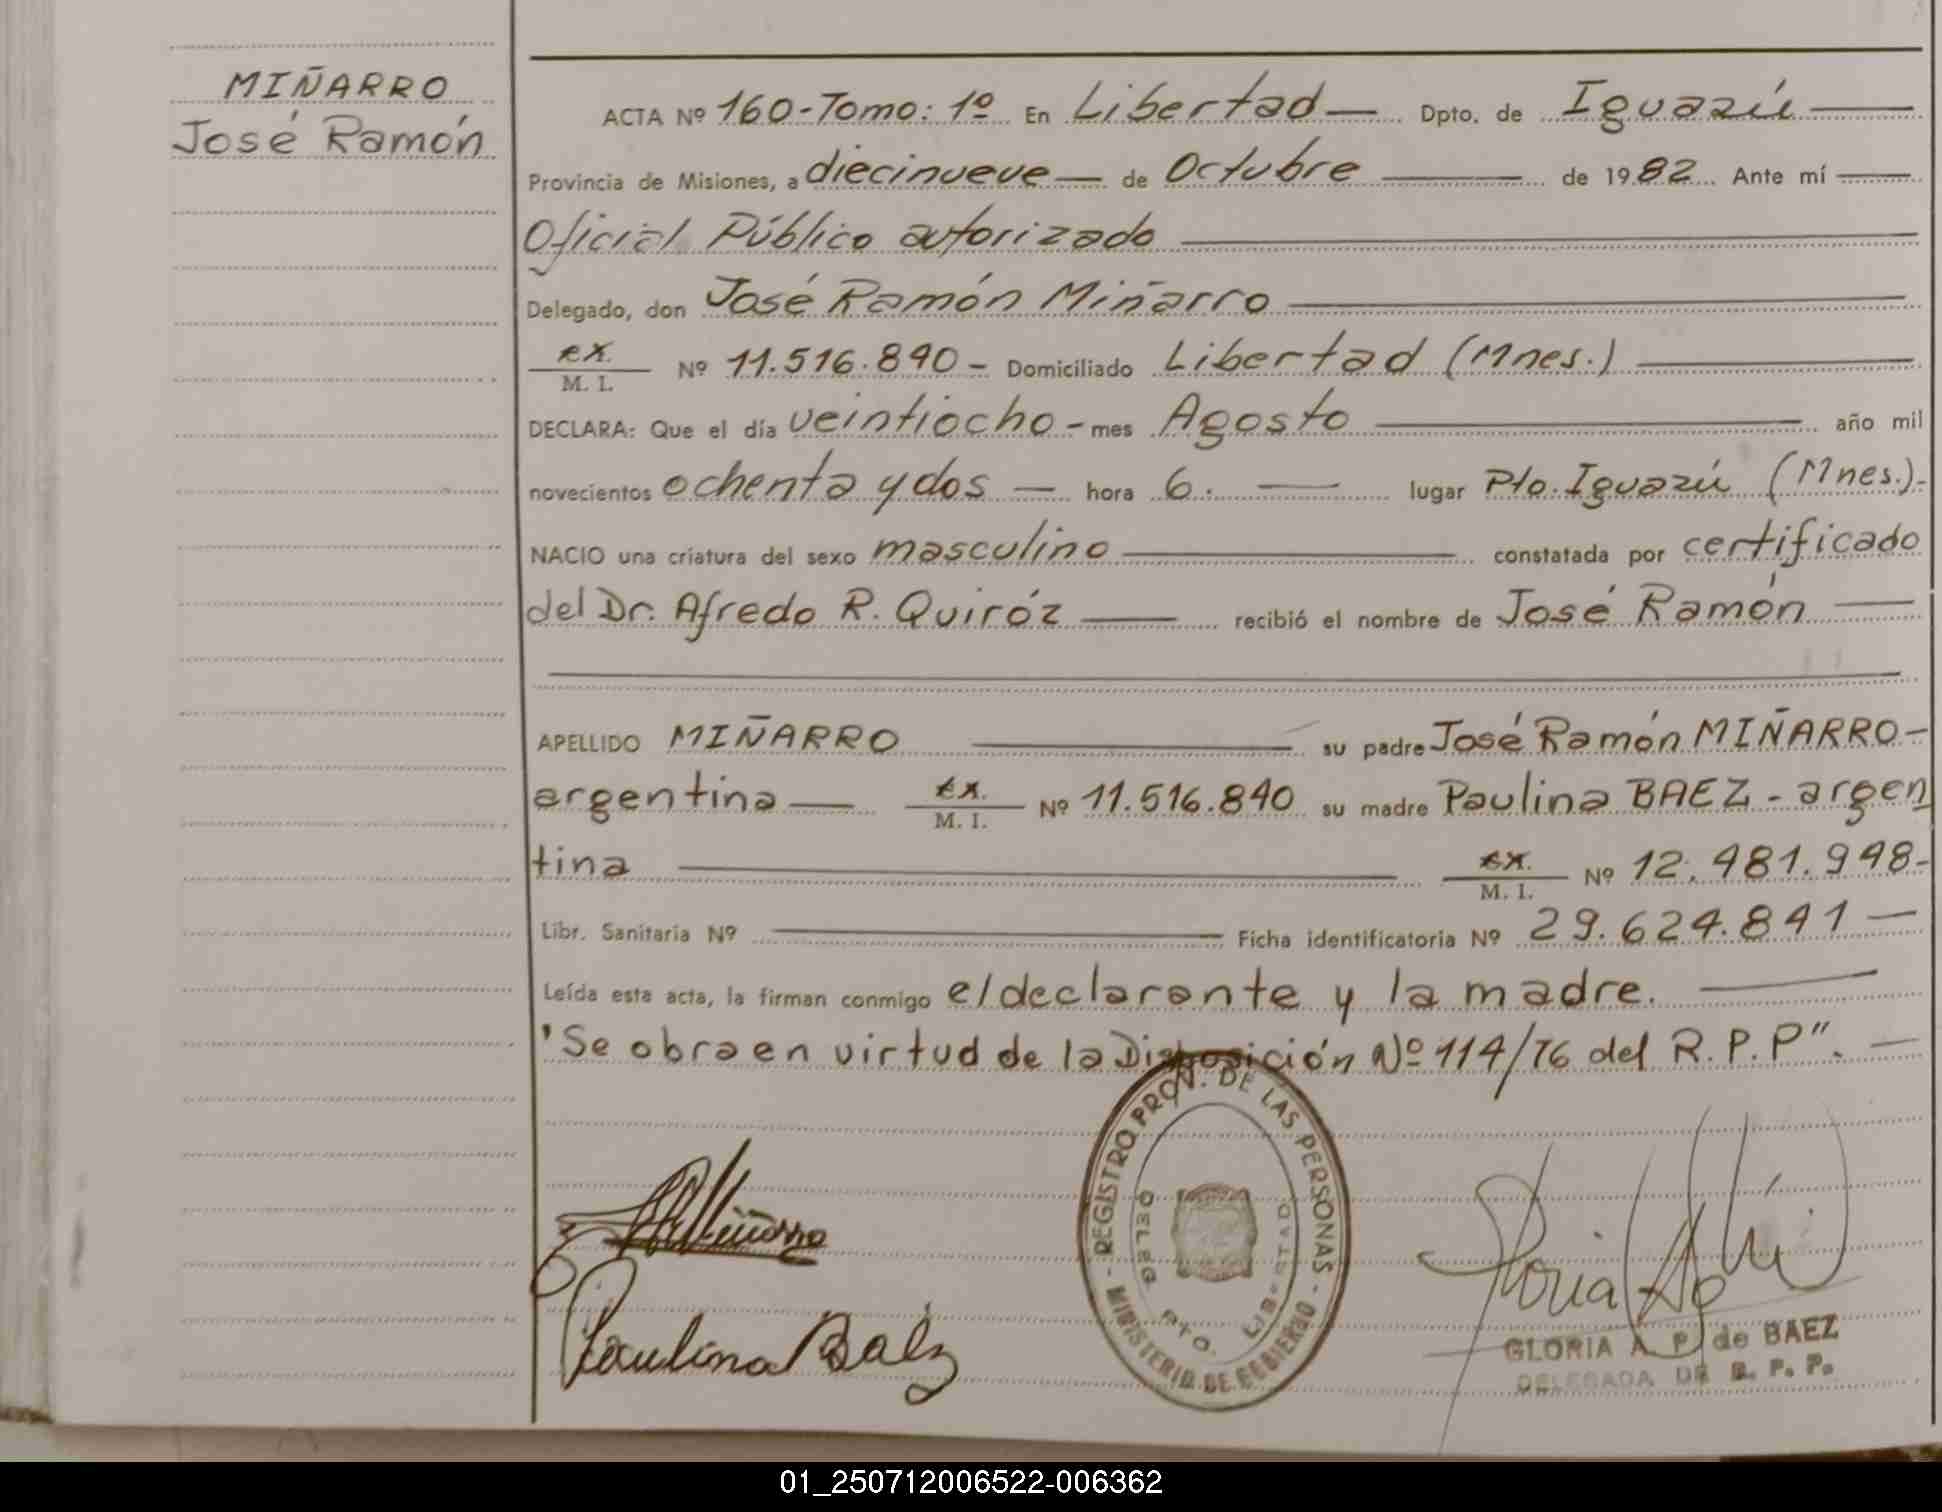 MIÑARRO
José Ramón
ACTA Nº 160-Tomo: 1º En Libertad — Dpto. de Iguazú —
Provincia de Misiones, a diecinueve — de Octubre — de 1982 Ante mí —
Oficial Público autorizado —
Delegado, don José Ramón Miñarro —
ex. M. I. Nº 11.516.840 - Domiciliado Libertad (Mnes.) —
DECLARA: Que el día veintiocho - mes Agosto — año mil
novecientos ochenta y dos — hora 6. — lugar Pto. Iguazú (Mnes.)-
NACIO una criatura del sexo masculino — constatada por certificado
del Dr. Afredo R. Quiróz — recibió el nombre de José Ramón —
APELLIDO MIÑARRO — su padre José Ramón MIÑARRO-
argentina — ex. M. I. Nº 11.516.840 su madre Paulina BAEZ - argen
tina — ex. M. I. Nº 12.481.948-
Libr. Sanitaria Nº — Ficha identificatoria Nº 29.624.841 —
Leída esta acta, la firman conmigo el declarante y la madre. —
"Se obra en virtud de la Disposición Nº 114/76 del R. P. P". —
REGISTRO PROV. DE LAS PERSONAS - MINISTERIO DE GOBIERNO -
DELEG. PTO. LIBERTAD
Miñarro
Paulina Baez
Gloria
GLORIA A. P. de BAEZ
DELEGADA DE R. P. P.
01_250712006522-006362